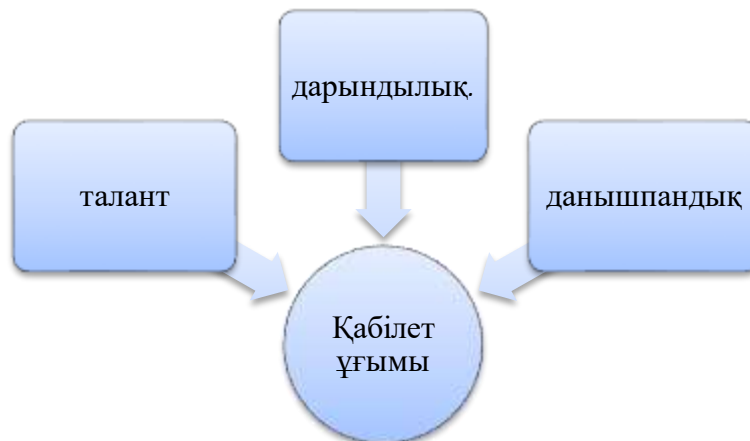 дарындылық.
талант
данышпандық
Қабілет
ұғымы